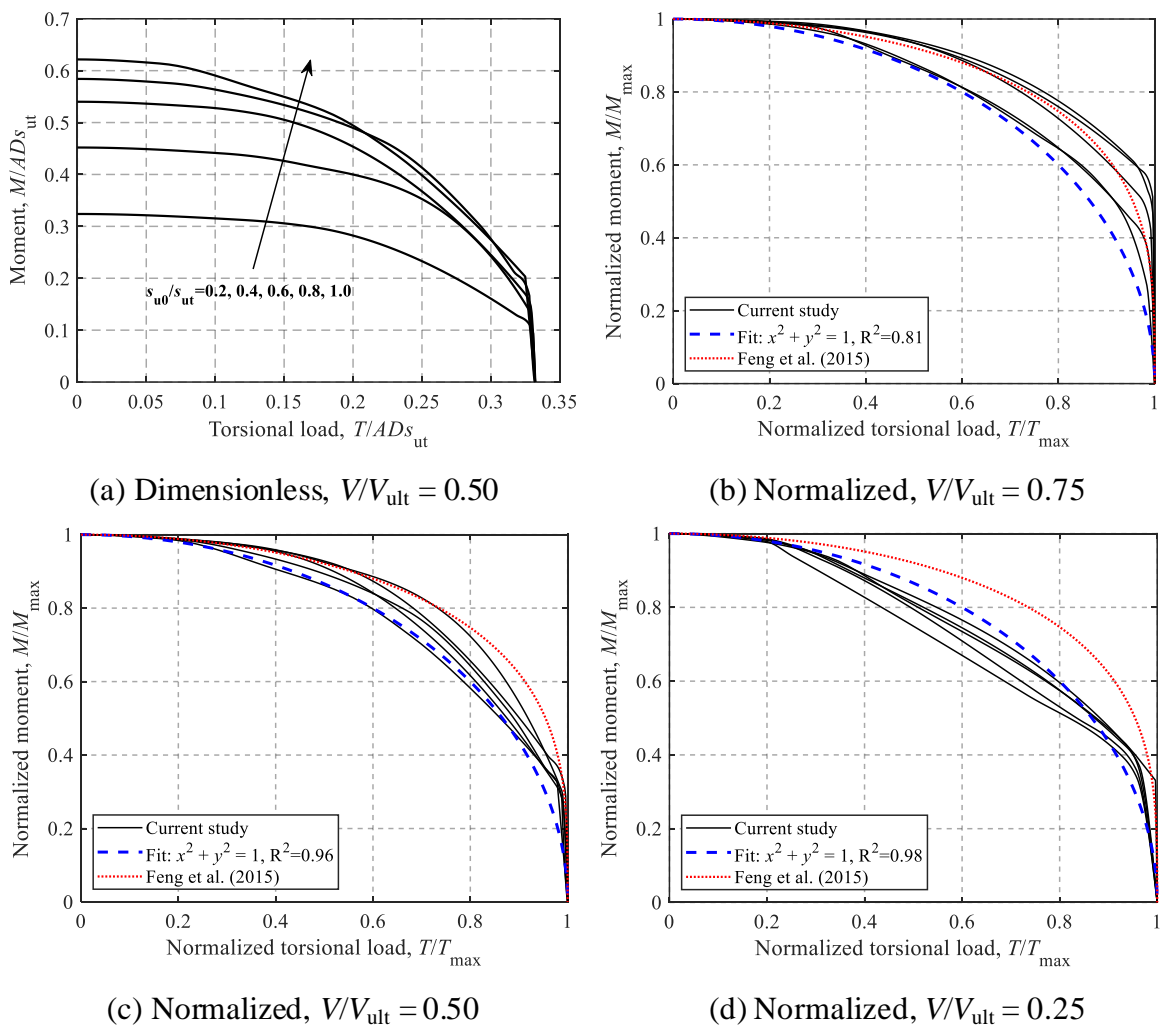 0.7
0.6
0.5
0.4
0.3
0.2
0.1
0
Moment, M/ADs_ut
s_u0/s_ut=0.2, 0.4, 0.6, 0.8, 1.0
0 0.05 0.1 0.15 0.2 0.25 0.3 0.35
Torsional load, T/ADs_ut
(a) Dimensionless, V/V_ult = 0.50
1
0.8
0.6
0.4
0.2
0
Normalized moment, M/M_max
Current study
Fit: x² + y² = 1, R²=0.81
Feng et al. (2015)
0 0.2 0.4 0.6 0.8 1
Normalized torsional load, T/T_max
(b) Normalized, V/V_ult = 0.75
1
0.8
0.6
0.4
0.2
0
Normalized moment, M/M_max
Current study
Fit: x² + y² = 1, R²=0.96
Feng et al. (2015)
0 0.2 0.4 0.6 0.8 1
Normalized torsional load, T/T_max
(c) Normalized, V/V_ult = 0.50
1
0.8
0.6
0.4
0.2
0
Normalized moment, M/M_max
Current study
Fit: x² + y² = 1, R²=0.98
Feng et al. (2015)
0 0.2 0.4 0.6 0.8 1
Normalized torsional load, T/T_max
(d) Normalized, V/V_ult = 0.25